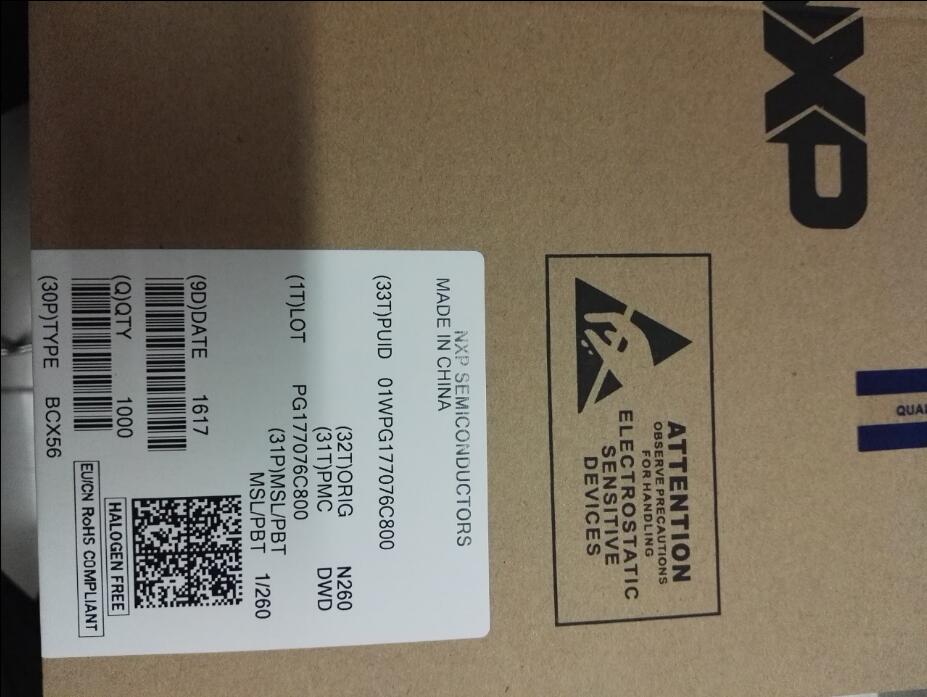 NXP
QUA
ATTENTION
OBSERVE PRECAUTIONS
FOR HANDLING
ELECTROSTATIC
SENSITIVE
DEVICES
NXP SEMICONDUCTORS
MADE IN CHINA
(33T)PUID 01WPG177076C800
(32T)ORIG N260
(31T)PMC DWD
(1T)LOT PG177076C800
(31P)MSL/PBT
MSL/PBT 1/260
(9D)DATE 1617
(Q)QTY 1000
HALOGEN FREE
EU/CN RoHS COMPLIANT
(30P)TYPE BCX56